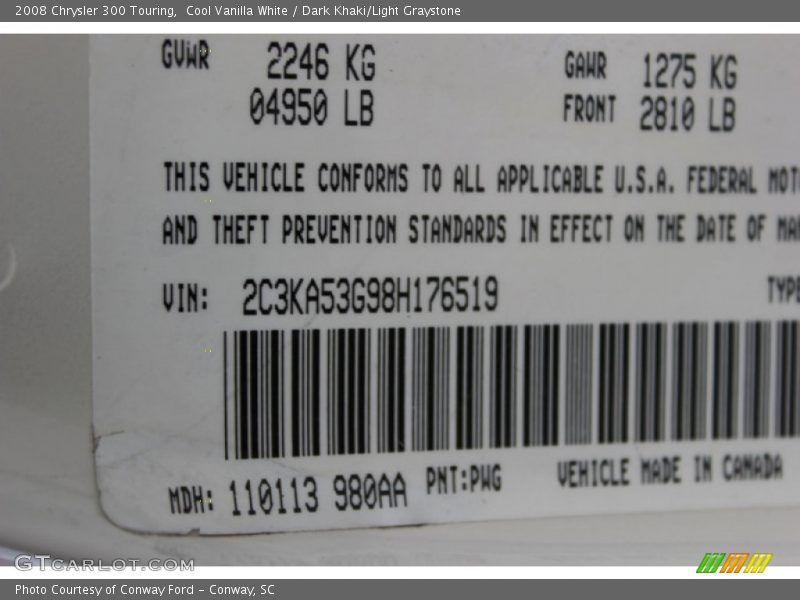 2008 Chrysler 300 Touring,  Cool Vanilla White / Dark Khaki/Light Graystone
GVWR 2246 KG GAWR 1275 KG
04950 LB FRONT 2810 LB
THIS VEHICLE CONFORMS TO ALL APPLICABLE U.S.A. FEDERAL MOT
AND THEFT PREVENTION STANDARDS IN EFFECT ON THE DATE OF MA
VIN: 2C3KA53G98H176519 TYPE
MDH: 110113 980AA PNT:PWG VEHICLE MADE IN CANADA
GTCARLOT.COM
Photo Courtesy of Conway Ford - Conway, SC